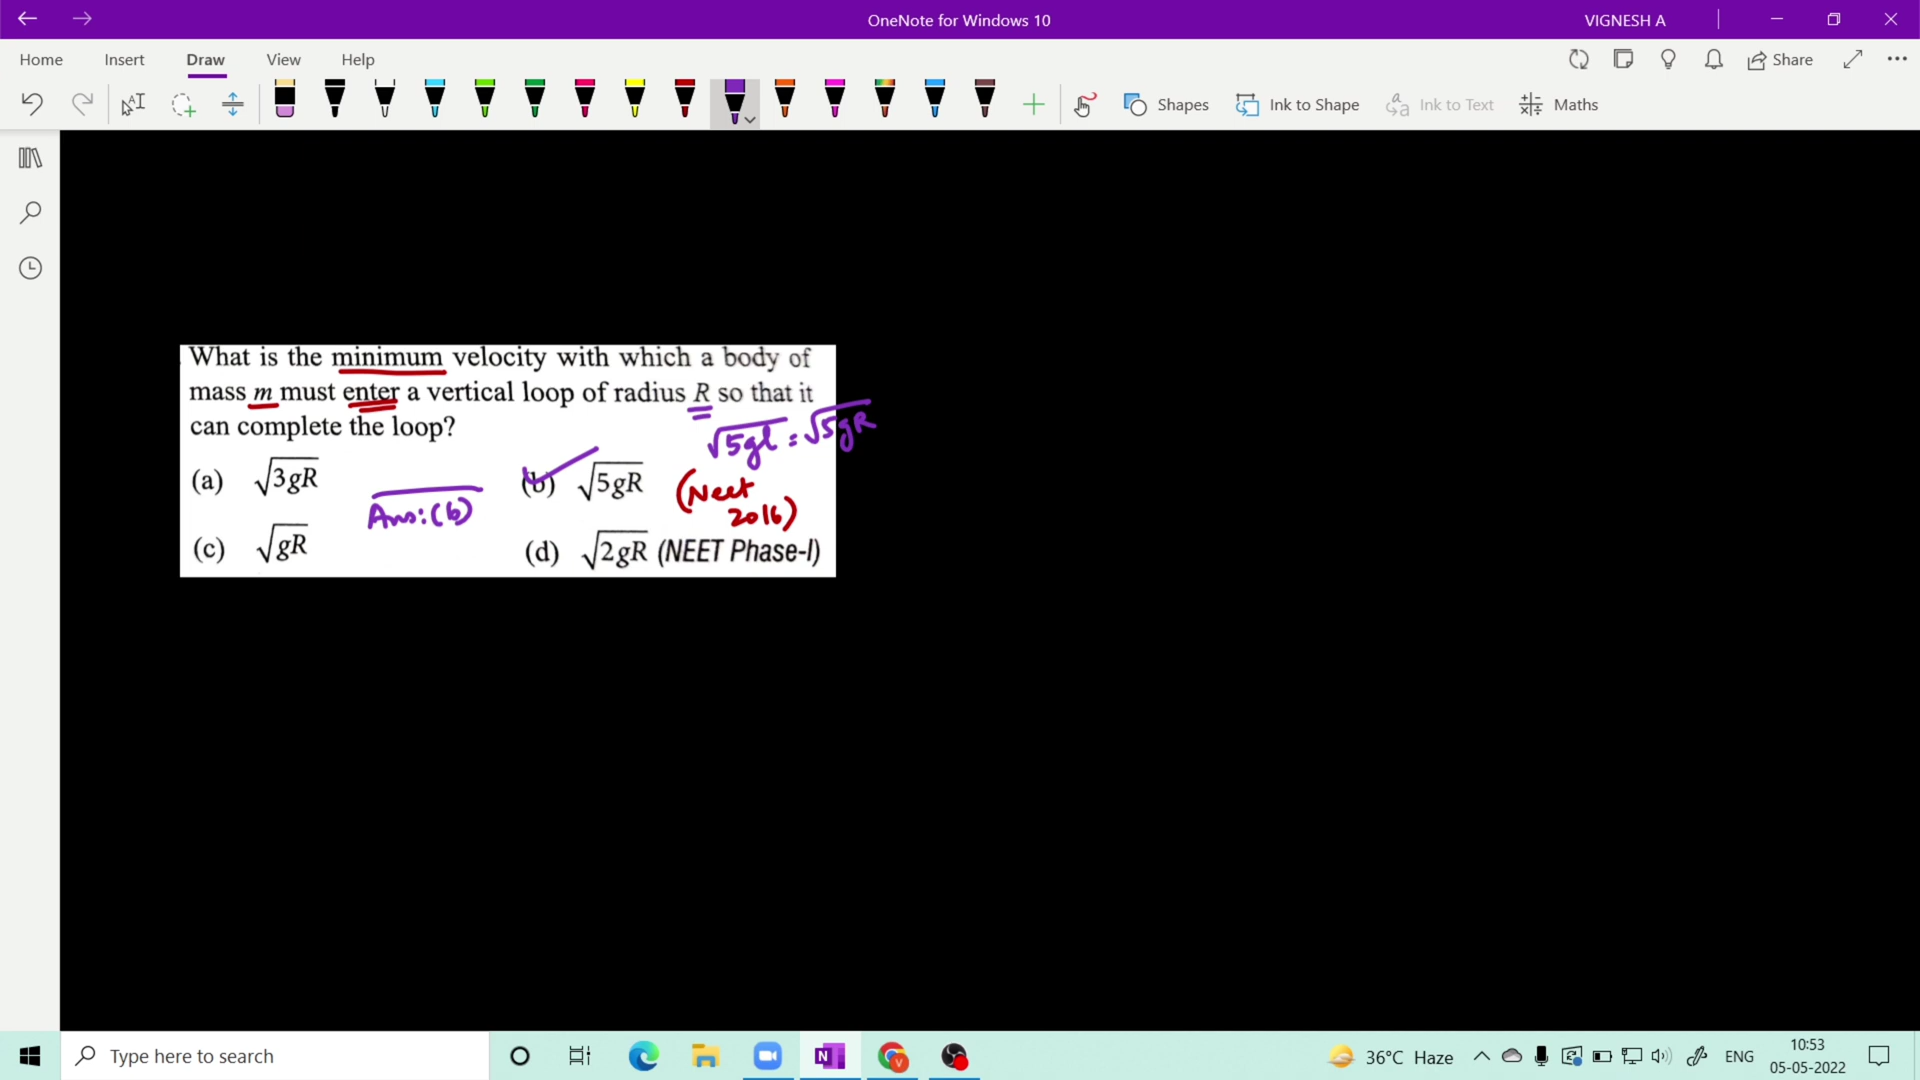 OneNote for Windows 10
VIGNESH A
Home Insert Draw View Help
Share
Shapes Ink to Shape Ink to Text Maths
What is the minimum velocity with which a body of
mass m must enter a vertical loop of radius R so that it
can complete the loop?
√5gl = √5gR
(a) √3gR (b) √5gR
(Neet
2016)
Ans:(b)
(c) √gR (d) √2gR (NEET Phase-I)
Type here to search
36°C Haze
ENG
10:53
05-05-2022